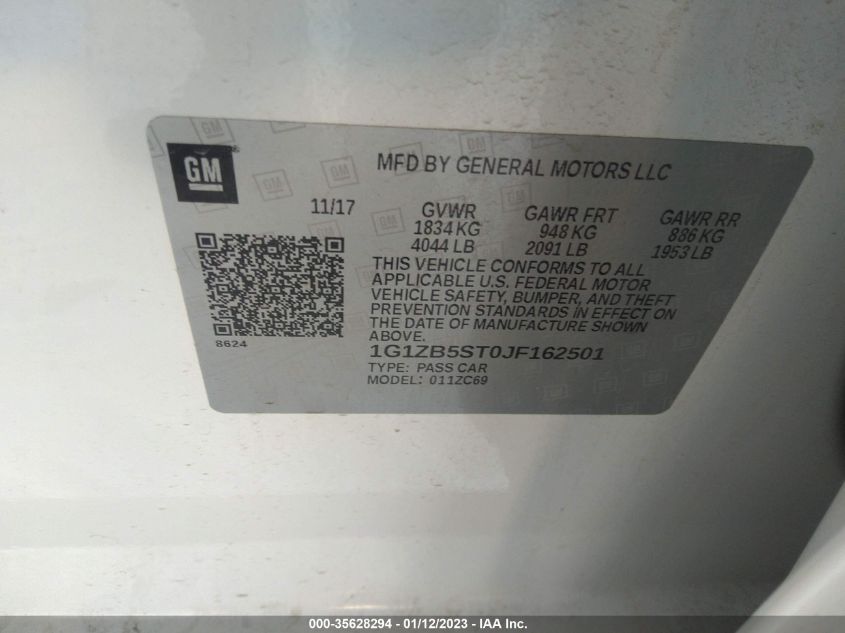 GM
MFD BY GENERAL MOTORS LLC
11/17 GVWR GAWR FRT GAWR RR
1834 KG 948 KG 886 KG
4044 LB 2091 LB 1953 LB
THIS VEHICLE CONFORMS TO ALL
APPLICABLE U.S. FEDERAL MOTOR
VEHICLE SAFETY, BUMPER, AND THEFT
PREVENTION STANDARDS IN EFFECT ON
THE DATE OF MANUFACTURE SHOWN
ABOVE.
8624
1G1ZB5ST0JF162501
TYPE: PASS CAR
MODEL: 011ZC69
000-35628294 - 01/12/2023 - © IAA Inc.